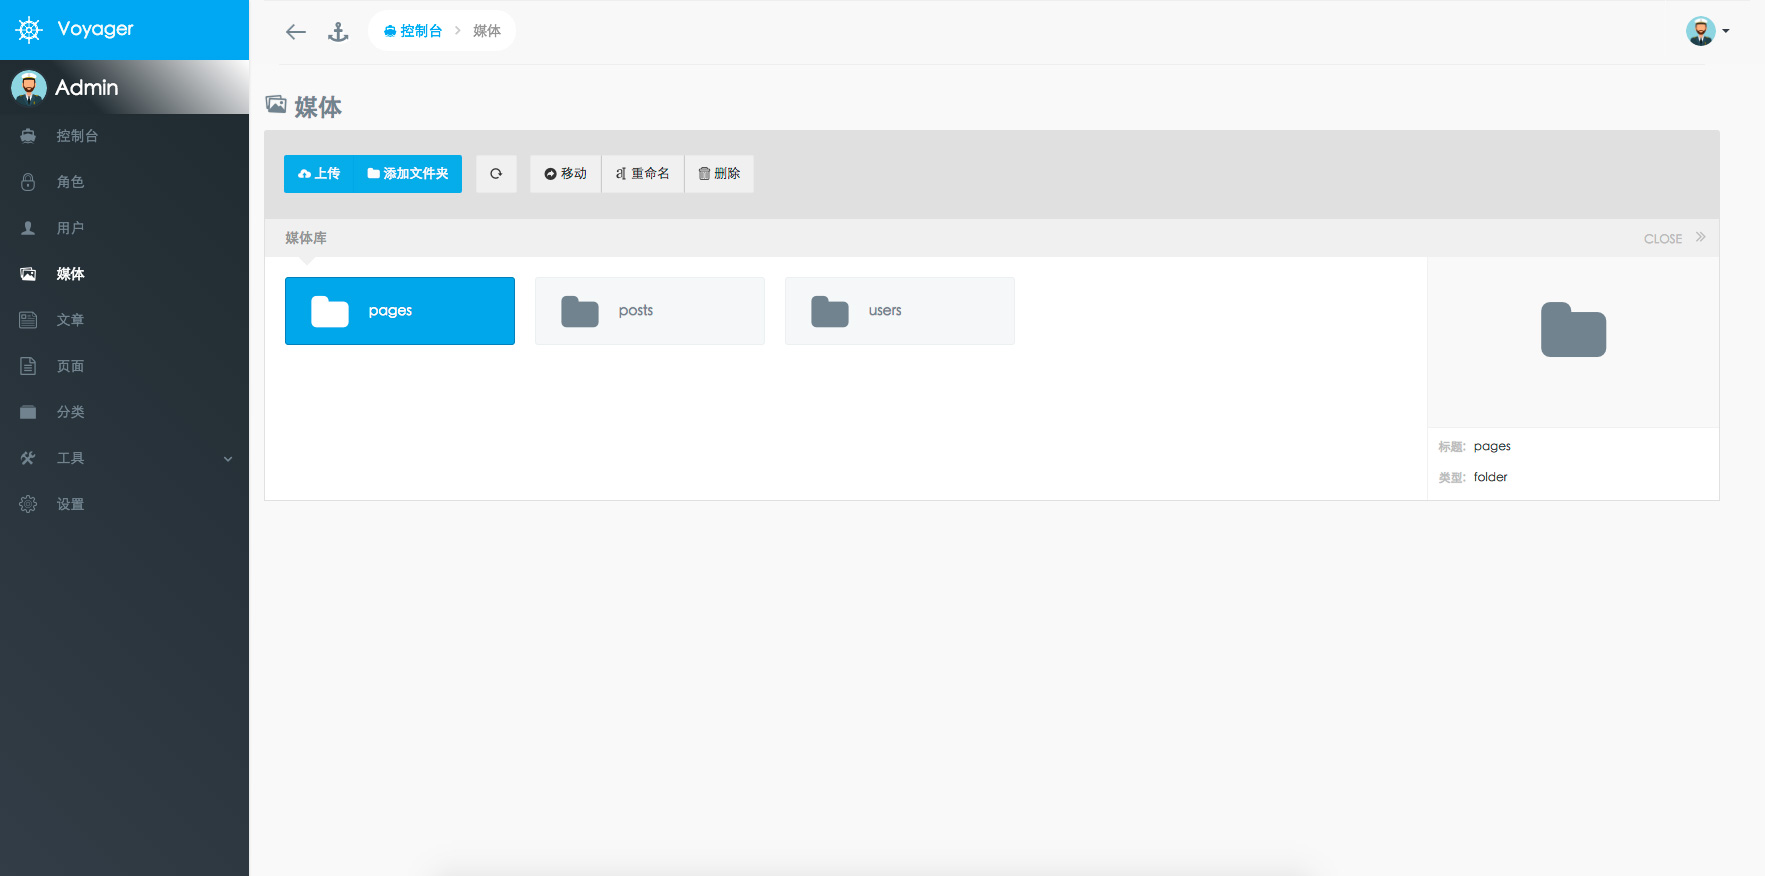 Voyager
Admin
控制台
角色
用户
媒体
文章
页面
分类
工具
设置
控制台 > 媒体
媒体
上传 添加文件夹 移动 重命名 删除
媒体库 CLOSE
pages posts users
标题: pages
类型: folder